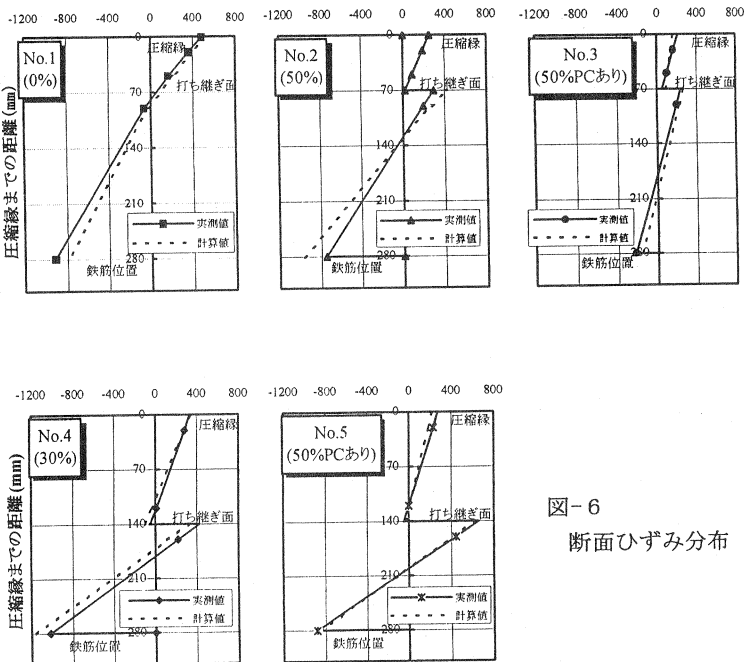 -1200 -800 -400 0 400 800
No.1
(0%)
圧縮縁
打ち継ぎ面
70
140
210
280
圧縮縁までの距離(mm)
実測値
計算値
鉄筋位置
-1200 -800 -400 0 400 800
No.2
(50%)
0
圧縮縁
打ち継ぎ面
70
140
210
280
実測値
計算値
鉄筋位置
-1200 -800 -400 0 400 800
No.3
(50%PCあり)
0
圧縮縁
打ち継ぎ面
70
140
210
実測値
計算値
280
鉄筋位置
-1200 -800 -400 0 400 800
No.4
(30%)
0
圧縮縁
70
140
打ち継ぎ面
210
280
圧縮縁までの距離(mm)
実測値
計算値
鉄筋位置
-1200 -800 -400 0 400 800
No.5
(50%PCあり)
0
圧縮縁
70
140
打ち継ぎ面
210
280
実測値
計算値
鉄筋位置
図-6
断面ひずみ分布